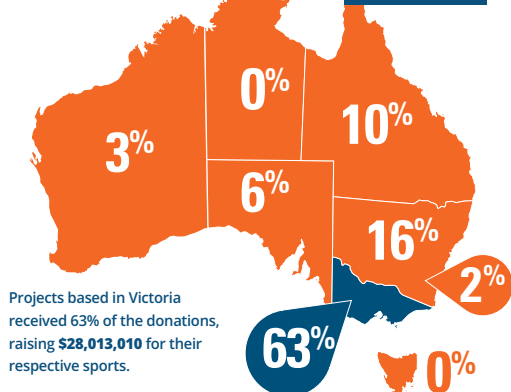 0%
10%
3%
6%
16%
2%
Projects based in Victoria
received 63% of the donations,
raising $28,013,010 for their
respective sports.
63%
0%